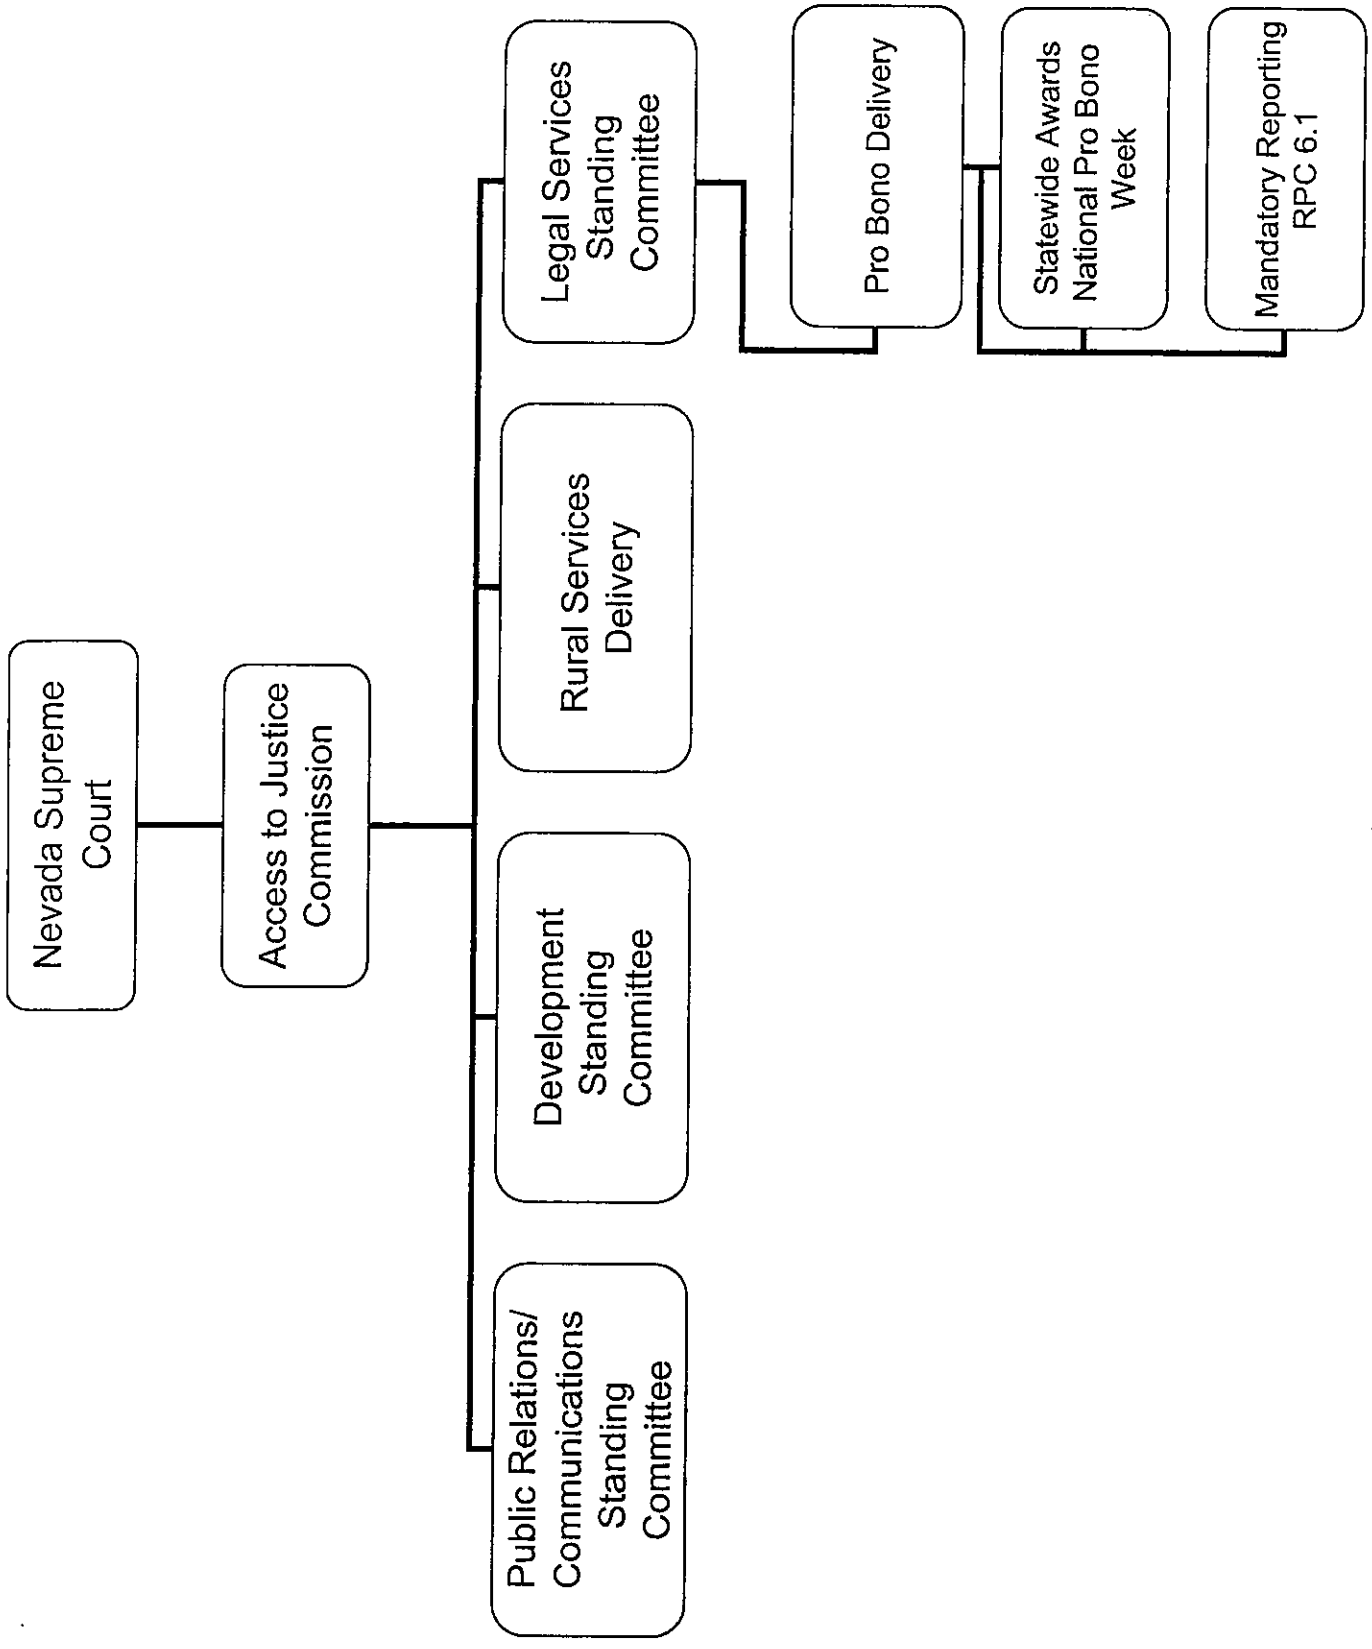 Nevada Supreme
Court
Access to Justice
Commission
Public Relations/
Communications
Standing
Committee
Development
Standing
Committee
Rural Services
Delivery
Legal Services
Standing
Committee
Pro Bono Delivery
Statewide Awards
National Pro Bono
Week
Mandatory Reporting
RPC 6.1